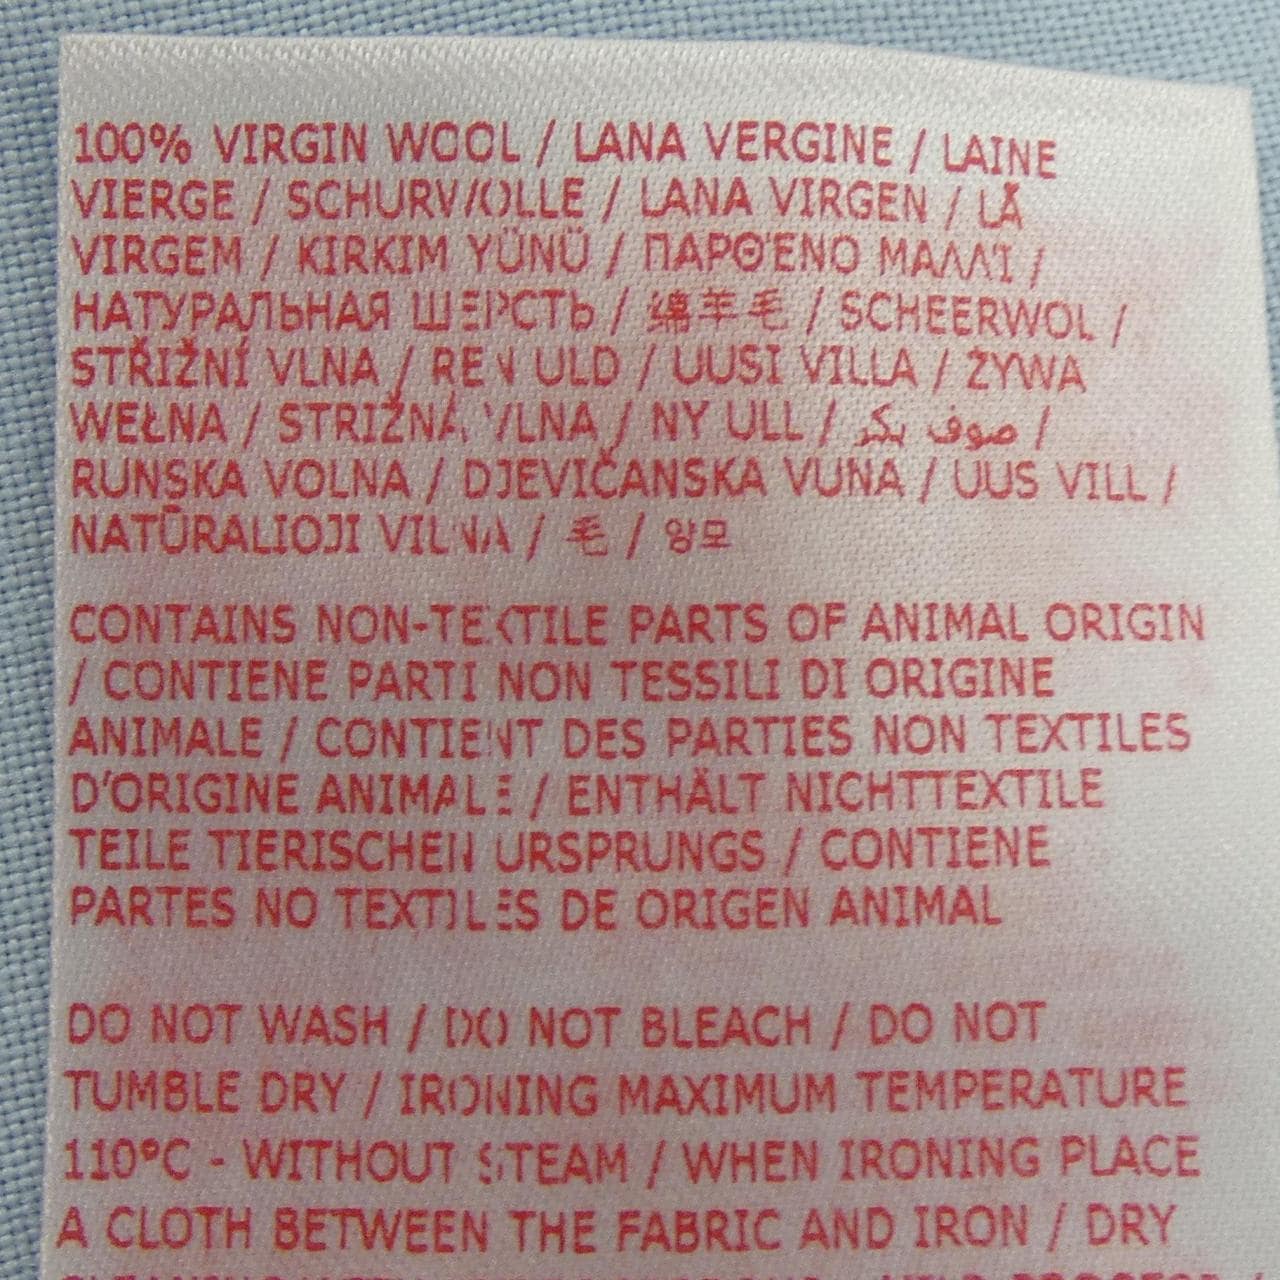 100% VIRGIN WOOL / LANA VERGINE / LAINE
VIERGE / SCHURWOLLE / LANA VIRGEN / LÃ
VIRGEM / KIRKIM YÜNÜ / ΠΑΡΘΈΝΟ ΜΑΛΛΊ /
НАТУРАЛЬНАЯ ШЕРСТЬ / 绵羊毛 / SCHEERWOL /
STŘIŽNÍ VLNA / REN ULD / UUSI VILLA / ŻYWA
WEŁNA / STRIŽNÁ VLNA / NY ULL / صوف بكر /
RUNSKA VOLNA / DJEVIČANSKA VUNA / UUS VILL /
NATŪRALIOJI VILNA / 毛 / 양모
CONTAINS NON-TEXTILE PARTS OF ANIMAL ORIGIN
/ CONTIENE PARTI NON TESSILI DI ORIGINE
ANIMALE / CONTIENT DES PARTIES NON TEXTILES
D'ORIGINE ANIMALE / ENTHÄLT NICHTTEXTILE
TEILE TIERISCHEN URSPRUNGS / CONTIENE
PARTES NO TEXTILES DE ORIGEN ANIMAL
DO NOT WASH / DO NOT BLEACH / DO NOT
TUMBLE DRY / IRONING MAXIMUM TEMPERATURE
110°C - WITHOUT STEAM / WHEN IRONING PLACE
A CLOTH BETWEEN THE FABRIC AND IRON / DRY